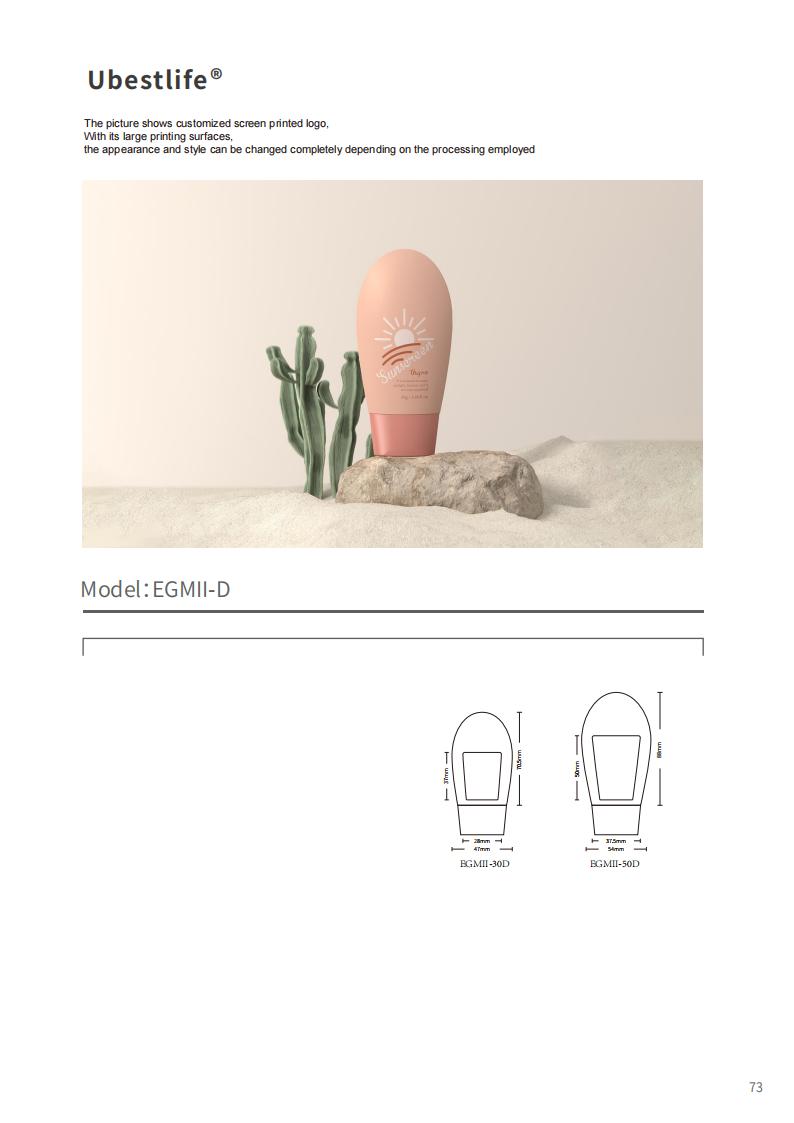 Ubestlife®
The picture shows customized screen printed logo,
With its large printing surfaces,
the appearance and style can be changed completely depending on the processing employed
Sunscreen
Model:EGMII-D
37mm
70.5mm
28mm
47mm
EGMII-30D
50mm
88mm
37.5mm
54mm
EGMII-50D
73